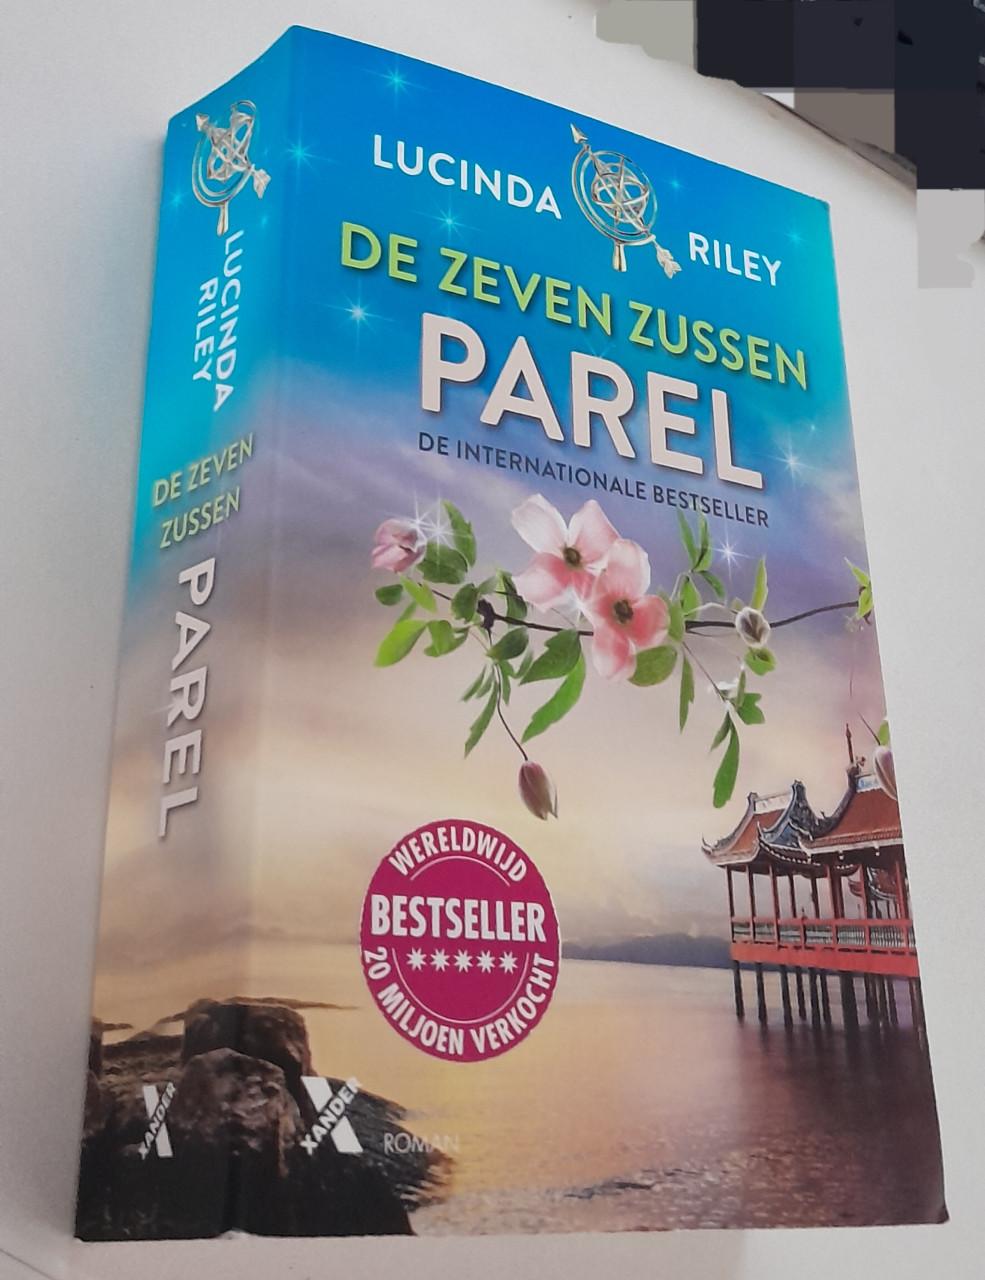 LUCINDA
RILEY
DE ZEVEN ZUSSEN
PAREL
DE INTERNATIONALE BESTSELLER
WERELDWIJD
BESTSELLER
20 MILJOEN VERKOCHT
XANDER
ROMAN
LUCINDA
RILEY
DE ZEVEN
ZUSSEN
PAREL
XANDER